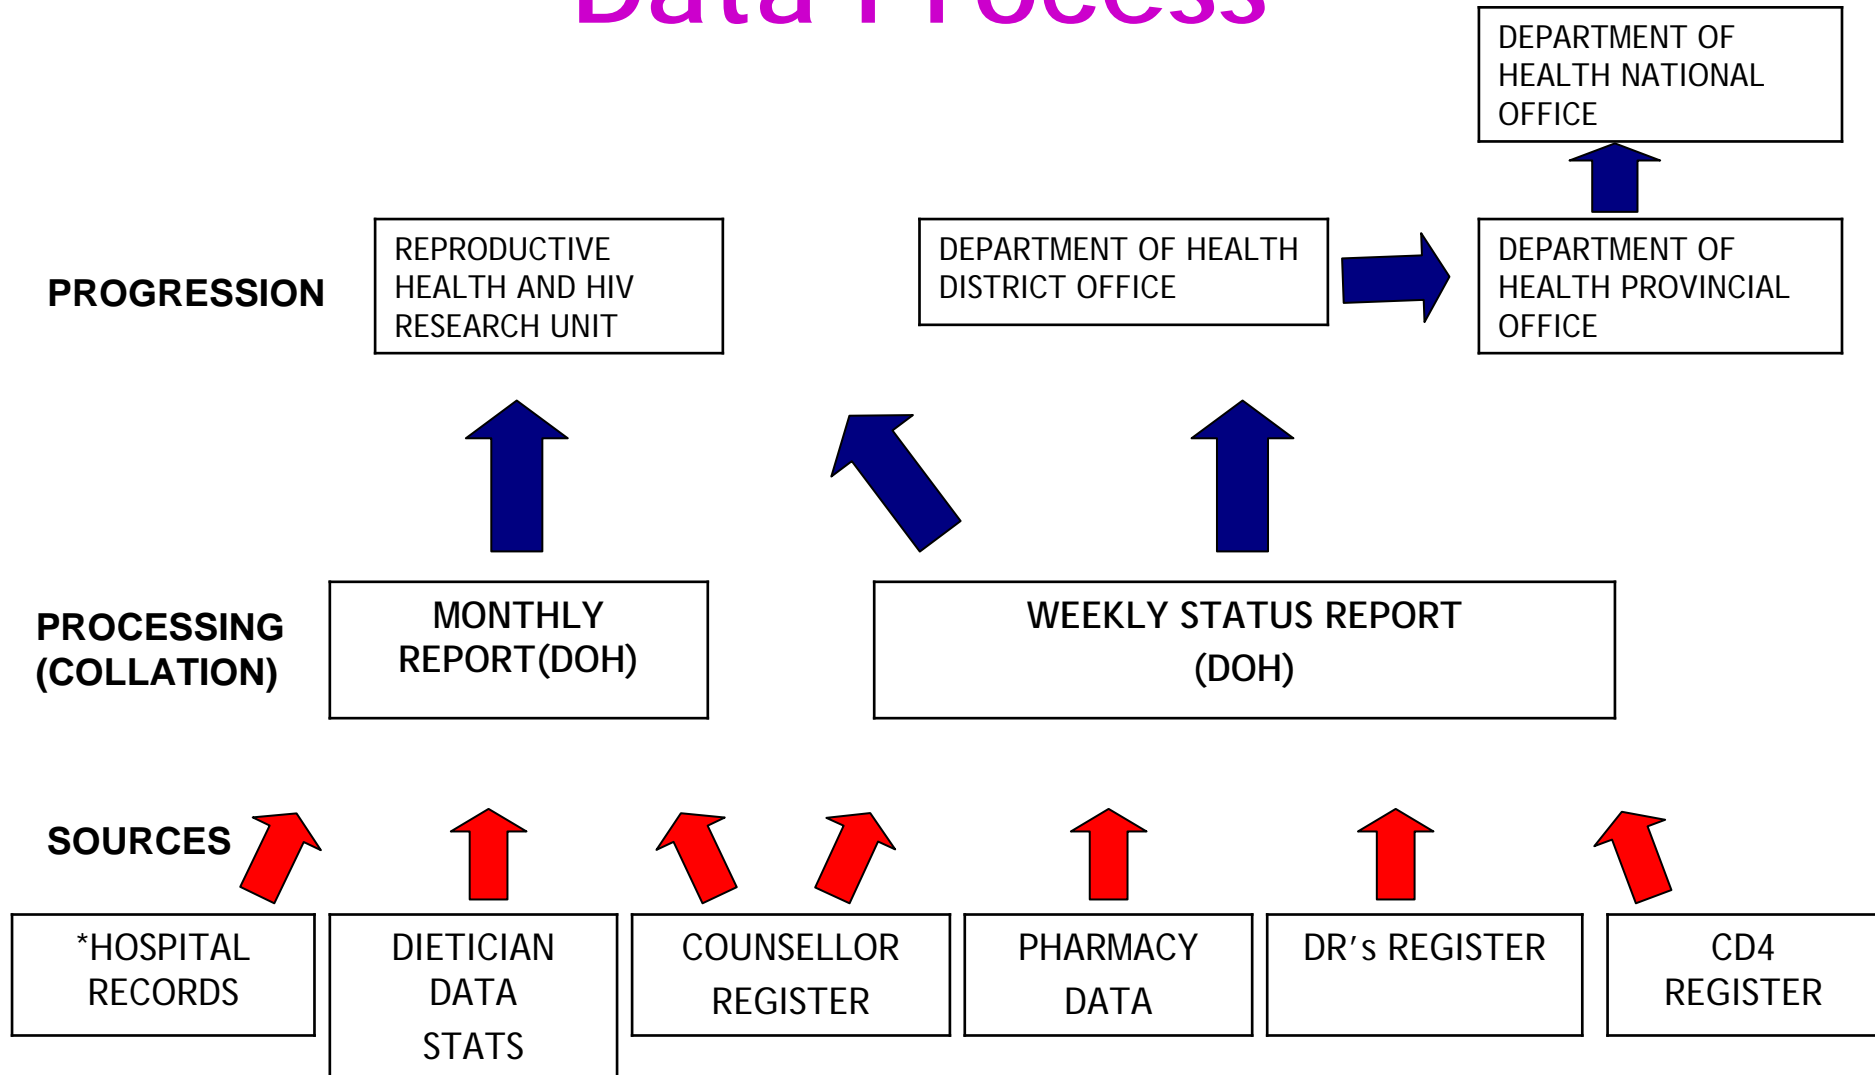 Data Process
DEPARTMENT OF
HEALTH NATIONAL
OFFICE
PROGRESSION
REPRODUCTIVE
HEALTH AND HIV
RESEARCH UNIT
DEPARTMENT OF HEALTH
DISTRICT OFFICE
DEPARTMENT OF
HEALTH PROVINCIAL
OFFICE
PROCESSING
(COLLATION)
MONTHLY
REPORT(DOH)
WEEKLY STATUS REPORT
(DOH)
SOURCES
*HOSPITAL
RECORDS
DIETICIAN
DATA
STATS
COUNSELLOR
REGISTER
PHARMACY
DATA
DR's REGISTER
CD4
REGISTER